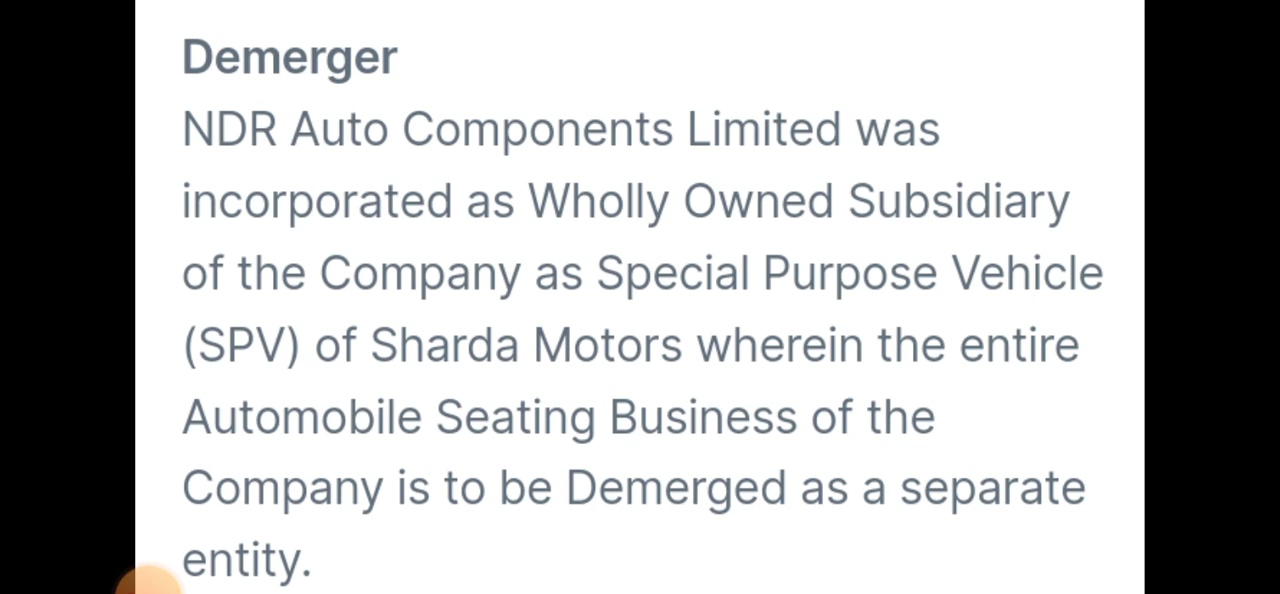 Demerger
NDR Auto Components Limited was
incorporated as Wholly Owned Subsidiary
of the Company as Special Purpose Vehicle
(SPV) of Sharda Motors wherein the entire
Automobile Seating Business of the
Company is to be Demerged as a separate
entity.